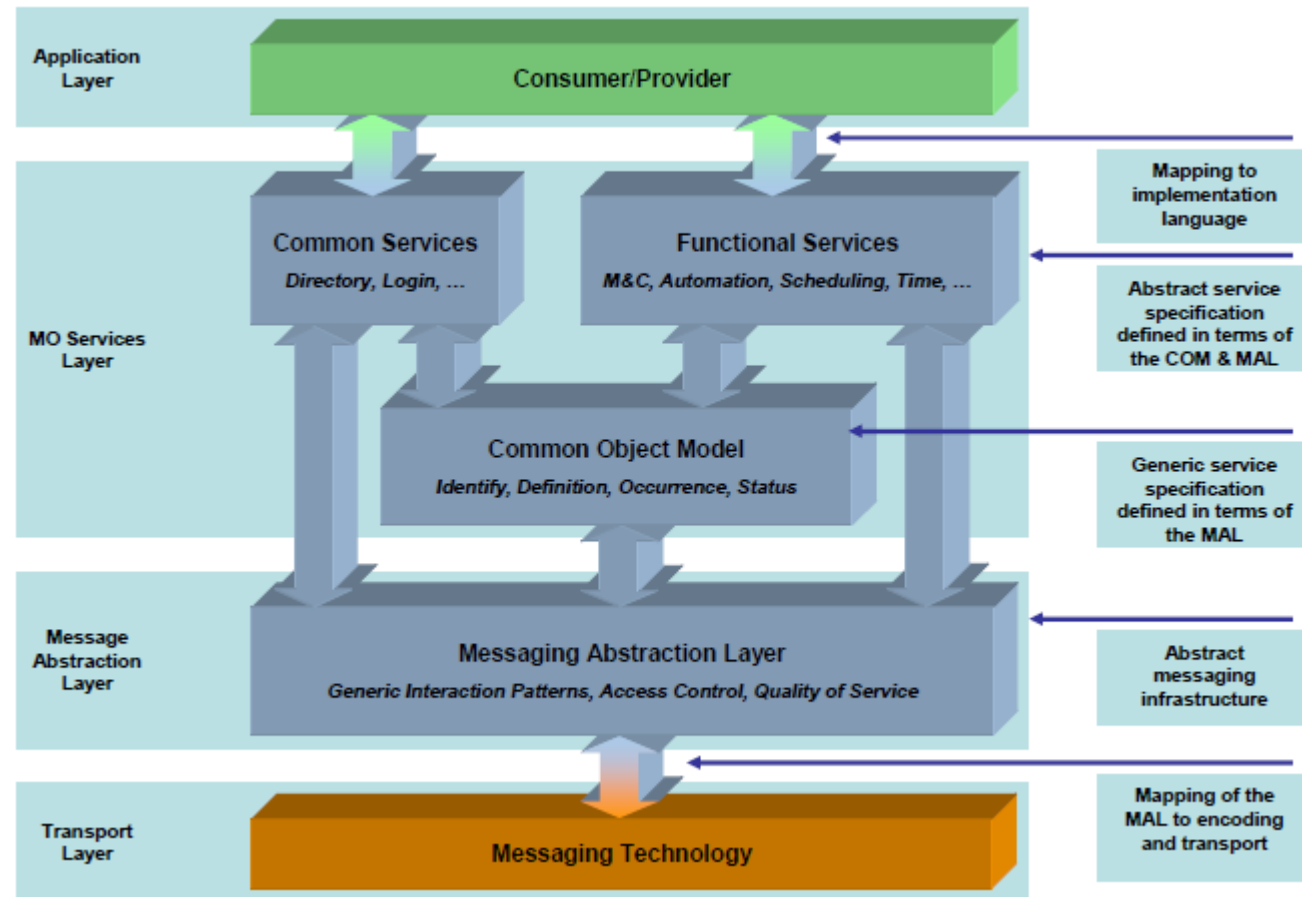 Application
Layer
Consumer/Provider
Mapping to
implementation
language
MO Services
Layer
Common Services
Directory, Login, …
Functional Services
M&C, Automation, Scheduling, Time, …
Abstract service
specification
defined in terms of
the COM & MAL
Common Object Model
Identify, Definition, Occurrence, Status
Generic service
specification
defined in terms of
the MAL
Message
Abstraction
Layer
Messaging Abstraction Layer
Generic Interaction Patterns, Access Control, Quality of Service
Abstract
messaging
infrastructure
Transport
Layer
Messaging Technology
Mapping of the
MAL to encoding
and transport